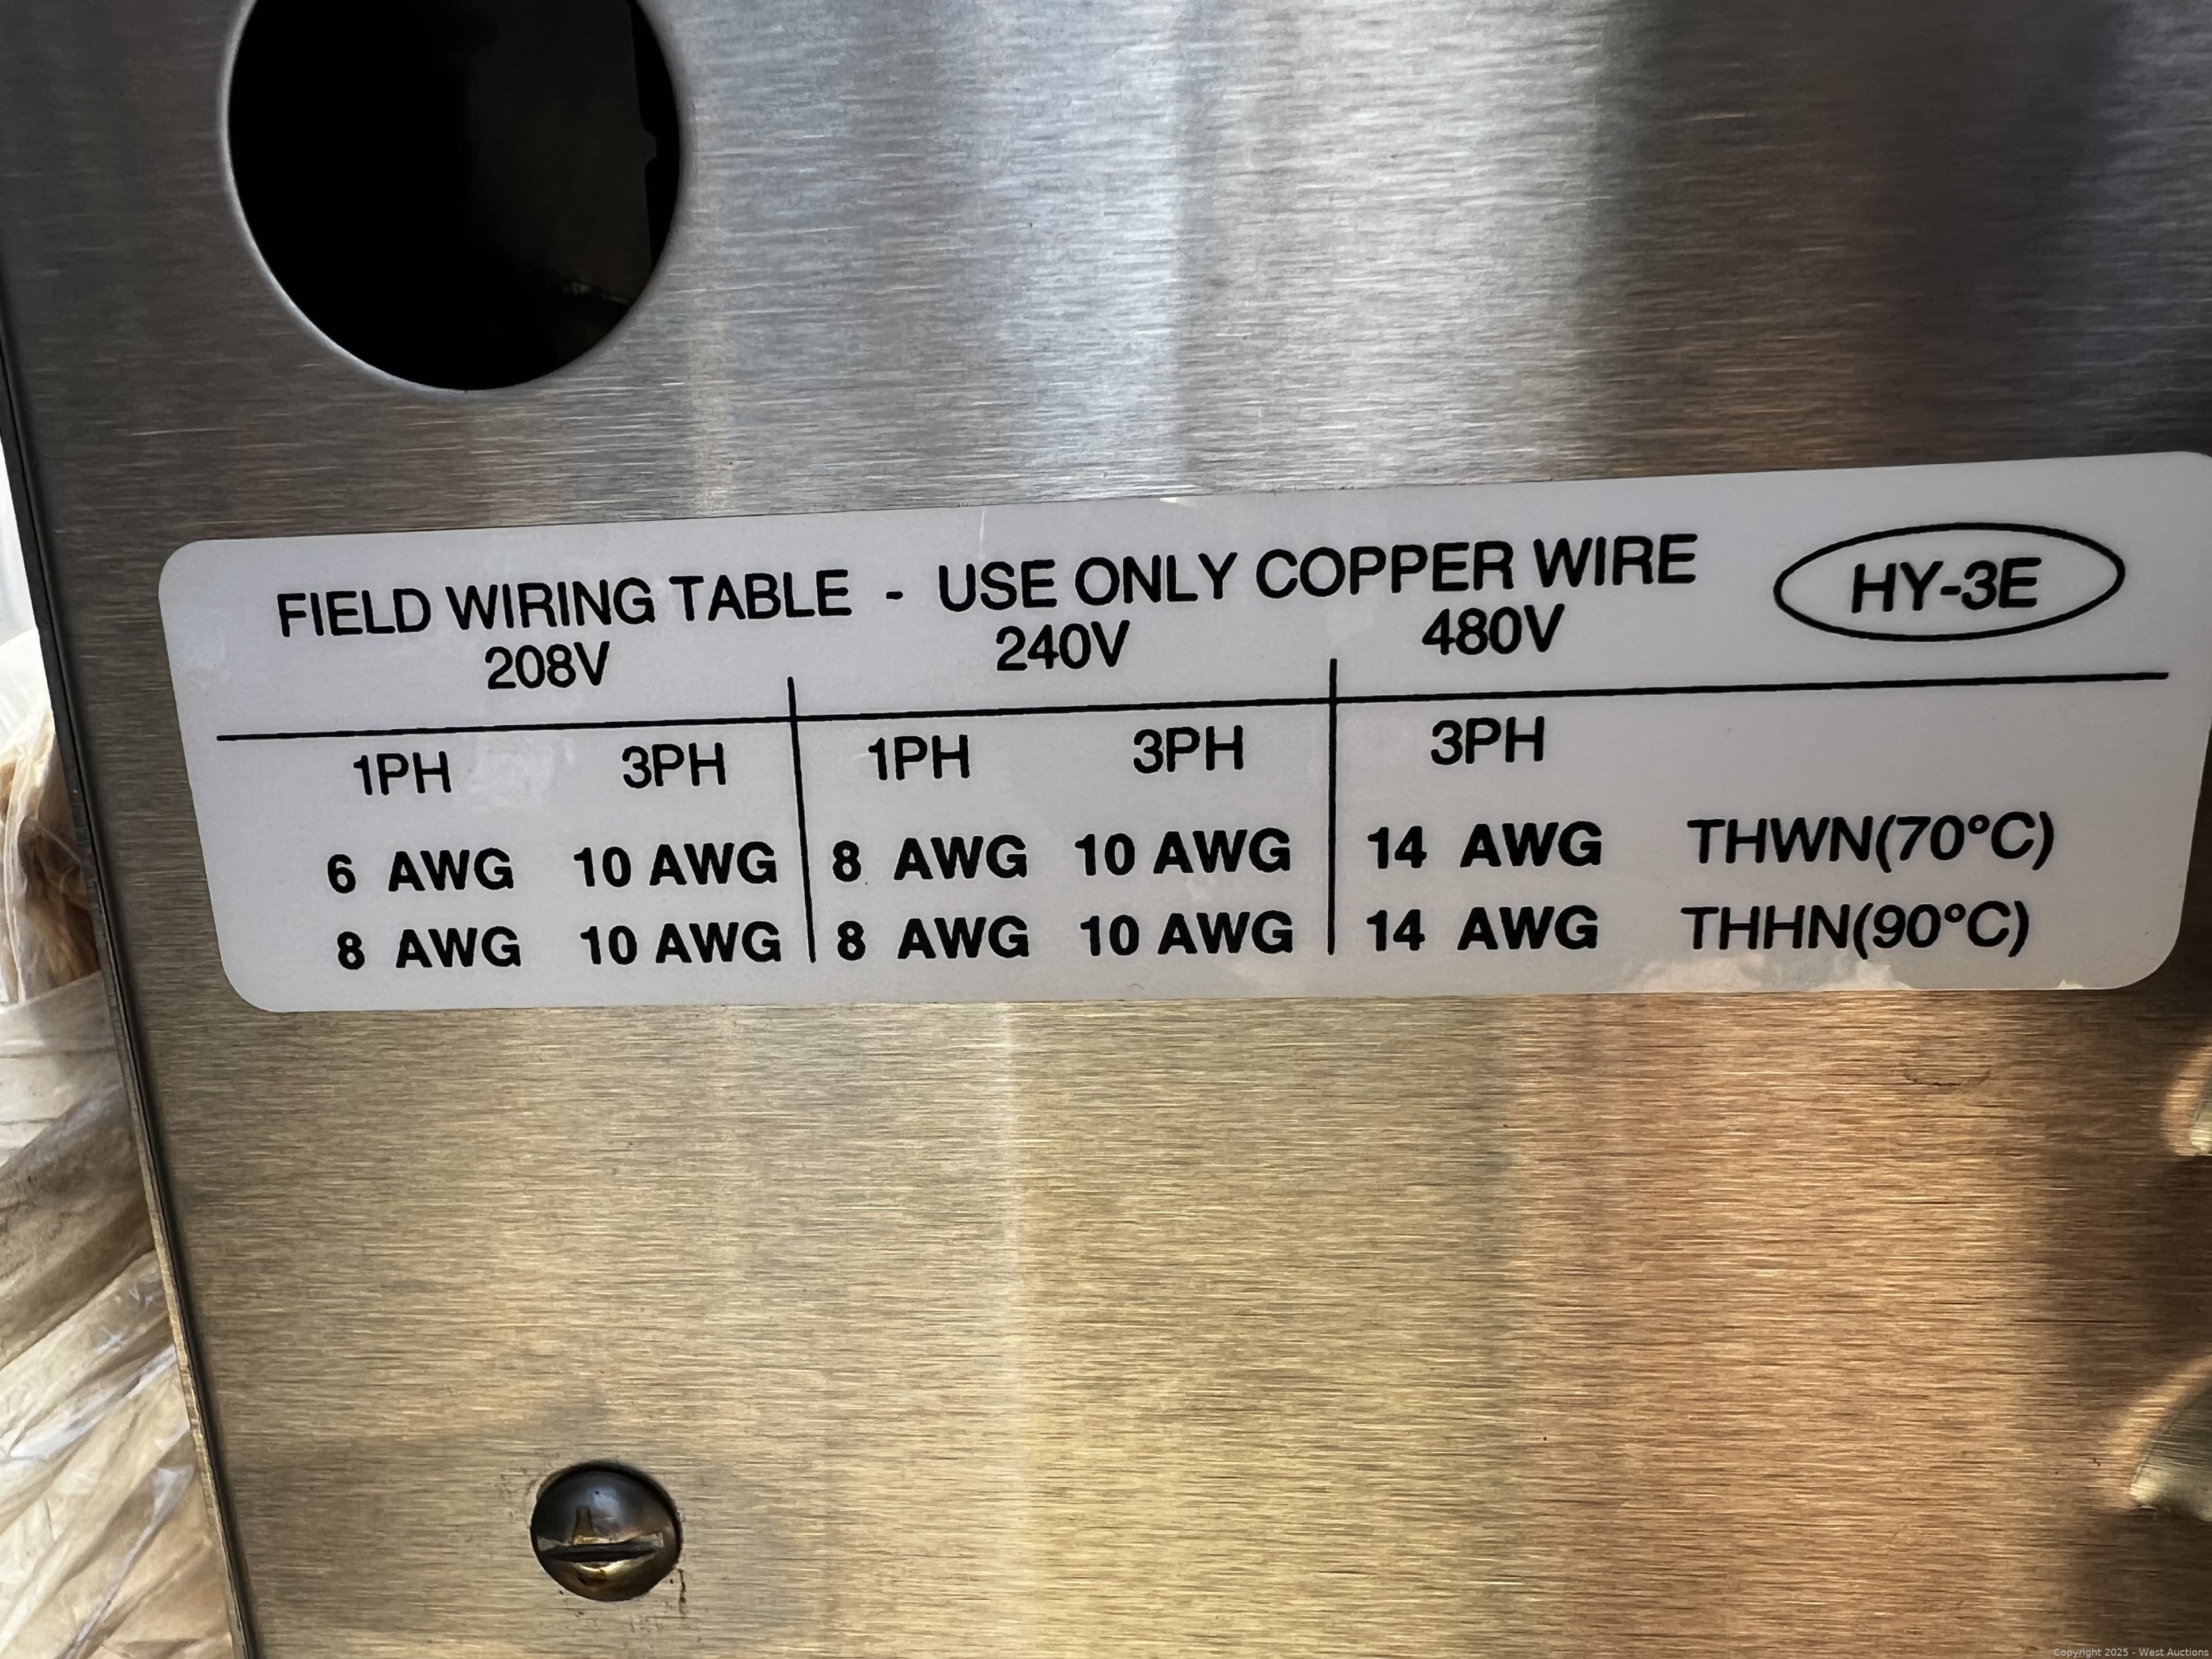 FIELD WIRING TABLE - USE ONLY COPPER WIRE HY-3E
208V 240V 480V
1PH 3PH 1PH 3PH 3PH
6 AWG 10 AWG 8 AWG 10 AWG 14 AWG THWN(70°C)
8 AWG 10 AWG 8 AWG 10 AWG 14 AWG THHN(90°C)
Copyright 2025 - West Auctions